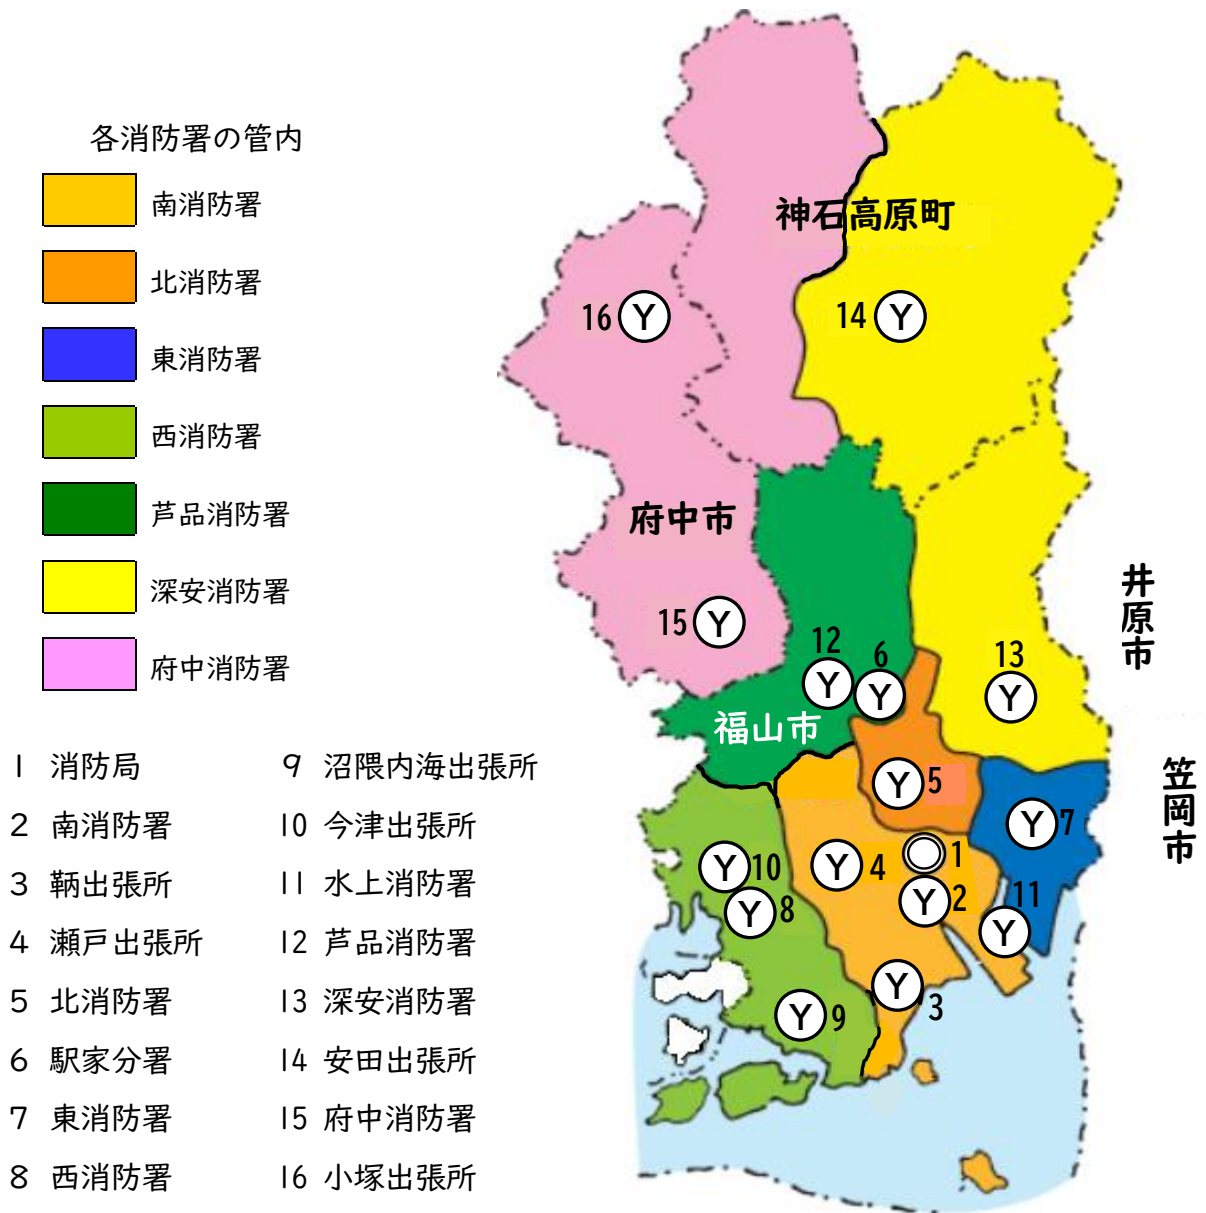 各消防署の管内
南消防署
北消防署
東消防署
西消防署
芦品消防署
深安消防署
府中消防署
1 消防局
2 南消防署
3 鞆出張所
4 瀬戸出張所
5 北消防署
6 駅家分署
7 東消防署
8 西消防署
9 沼隈内海出張所
10 今津出張所
11 水上消防署
12 芦品消防署
13 深安消防署
14 安田出張所
15 府中消防署
16 小塚出張所
神石高原町
16 Y
14 Y
府中市
15 Y
井原市
12
Y
6
Y
13
Y
福山市
Y 5
笠岡市
Y 7
1
Y 10
Y 4
Y 2
11
Y
Y 8
Y
3
Y 9